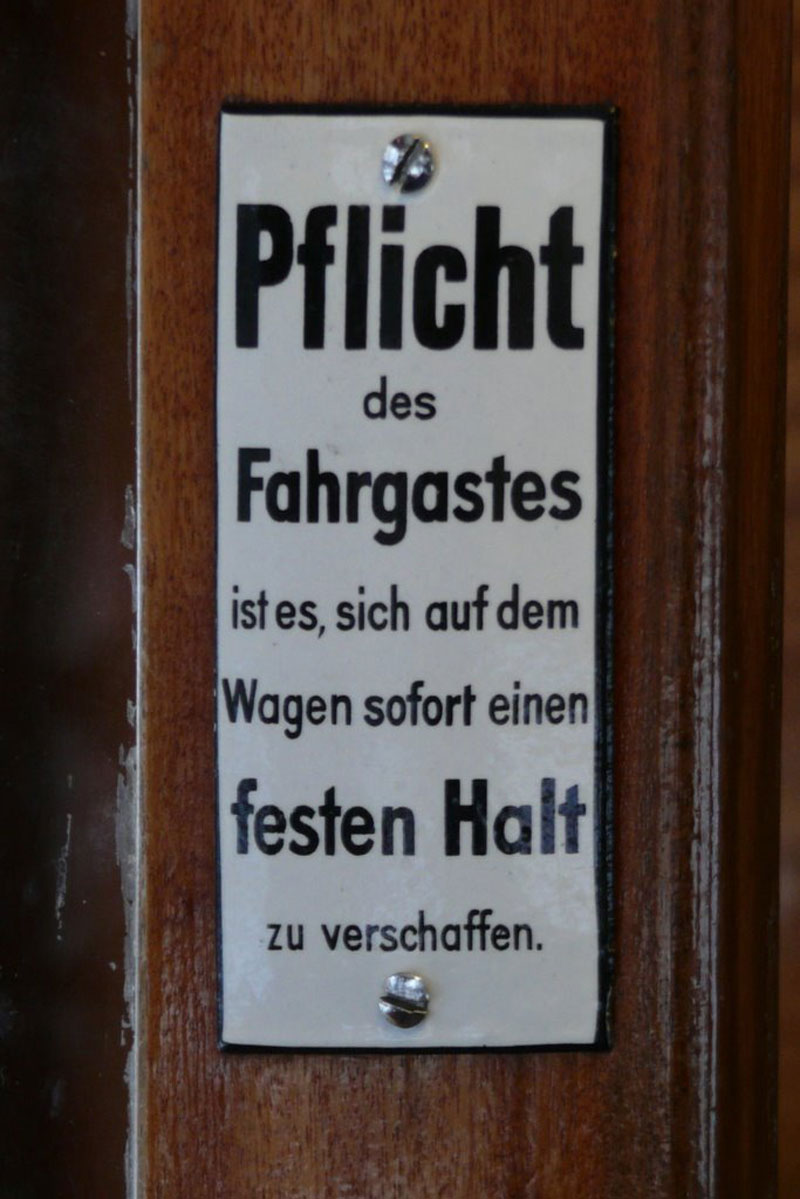 Pflicht
des
Fahrgastes
ist es, sich auf dem
Wagen sofort einen
festen Halt
zu verschaffen.